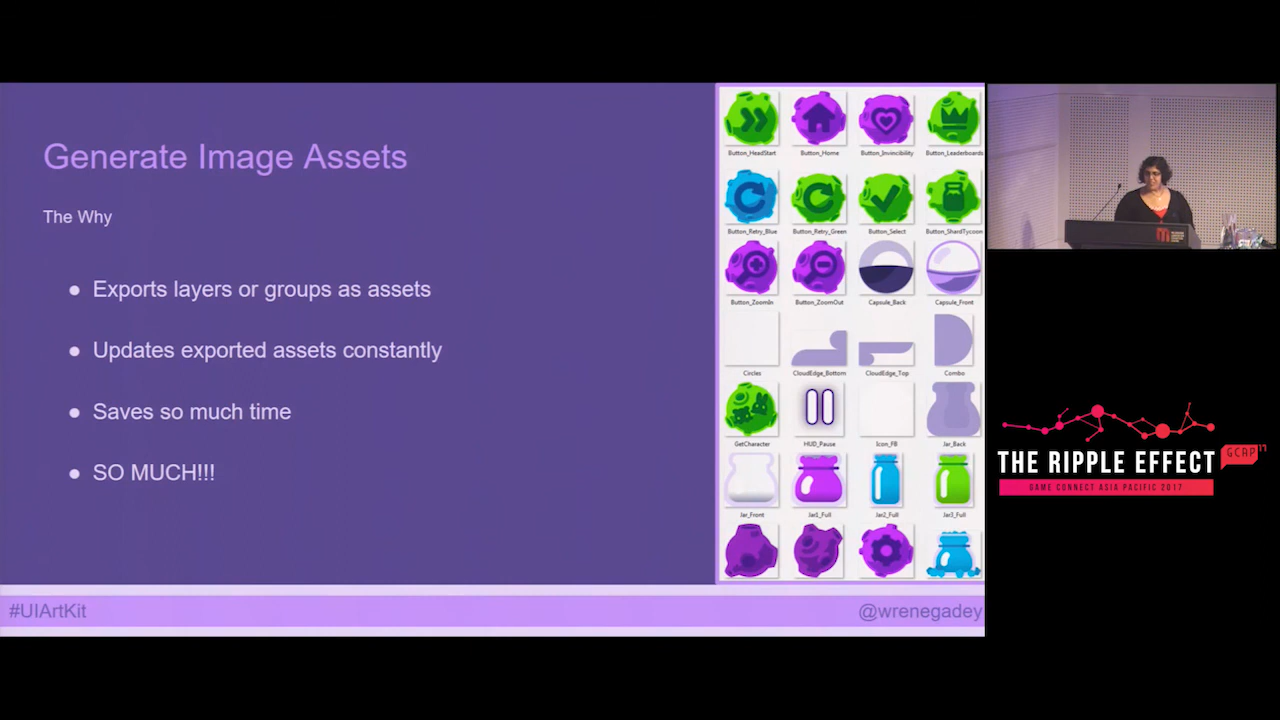 Generate Image Assets
The Why
● Exports layers or groups as assets
● Updates exported assets constantly
● Saves so much time
● SO MUCH!!!
Button_HeadStart Button_Home Button_Invincibility Button_Leaderboards
Button_Retry_Blue Button_Retry_Green Button_Select Button_ShardTycoon
Button_ZoomIn Button_ZoomOut Capsule_Back Capsule_Front
Circles CloudEdge_Bottom CloudEdge_Top Combo
GetCharacter HUD_Pause Icon_FB Jar_Back
Jar_Front Jar1_Full Jar2_Full Jar3_Full
#UIArtKit @wrenegadey
THE RIPPLE EFFECT
GCAP17
GAME CONNECT ASIA PACIFIC 2017